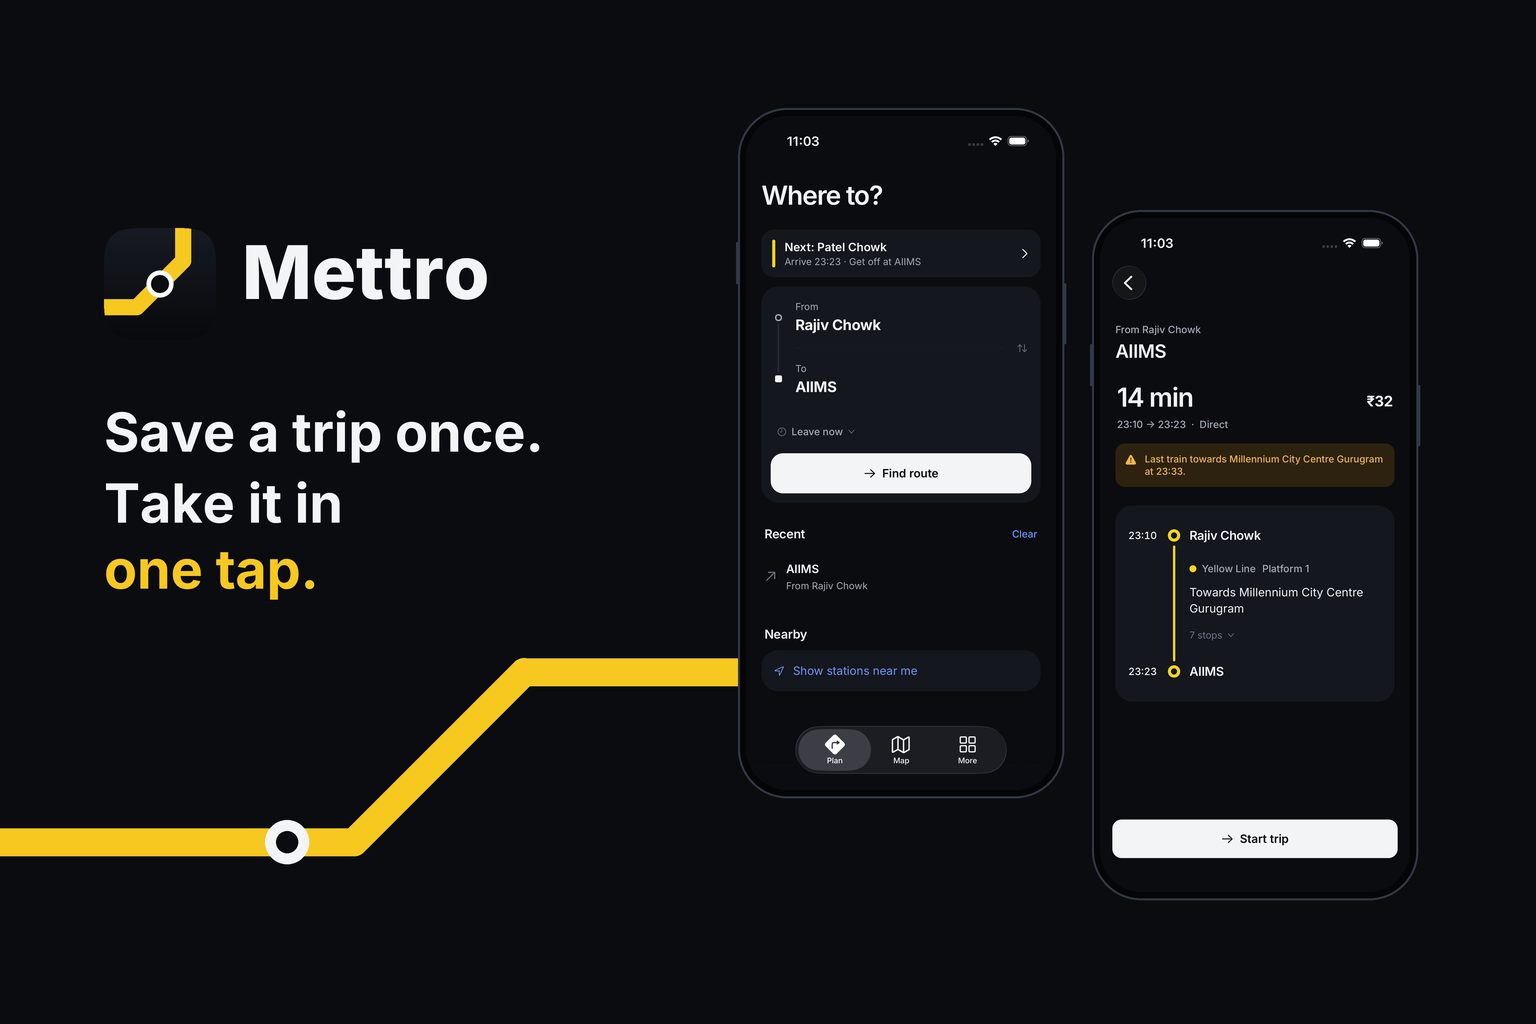 Mettro
Save a trip once.
Take it in
one tap.
11:03
Where to?
Next: Patel Chowk
Arrive 23:23 · Get off at AIIMS
From
Rajiv Chowk
To
AIIMS
Leave now
Find route
Recent
Clear
AIIMS
From Rajiv Chowk
Nearby
Show stations near me
Plan
Map
More
11:03
From Rajiv Chowk
AIIMS
14 min
₹32
23:10 → 23:23 · Direct
Last train towards Millennium City Centre Gurugram
at 23:33.
23:10 Rajiv Chowk
Yellow Line Platform 1
Towards Millennium City Centre
Gurugram
7 stops
23:23 AIIMS
Start trip